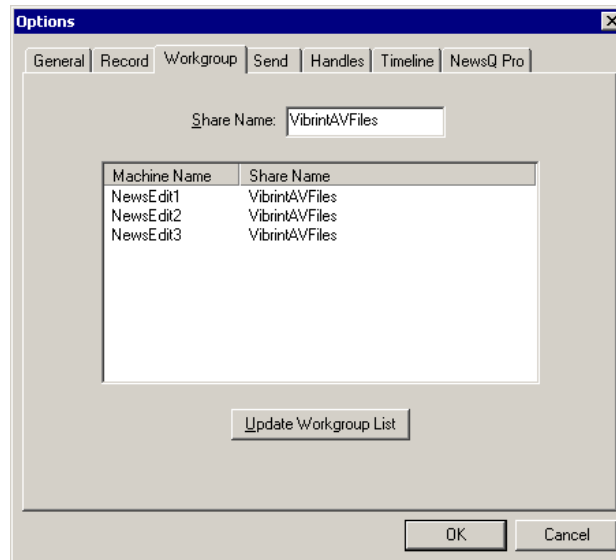 Options
General Record Workgroup Send Handles Timeline NewsQ Pro
Share Name: VibrintAVFiles
Machine Name Share Name
NewsEdit1 VibrintAVFiles
NewsEdit2 VibrintAVFiles
NewsEdit3 VibrintAVFiles
Update Workgroup List
OK Cancel